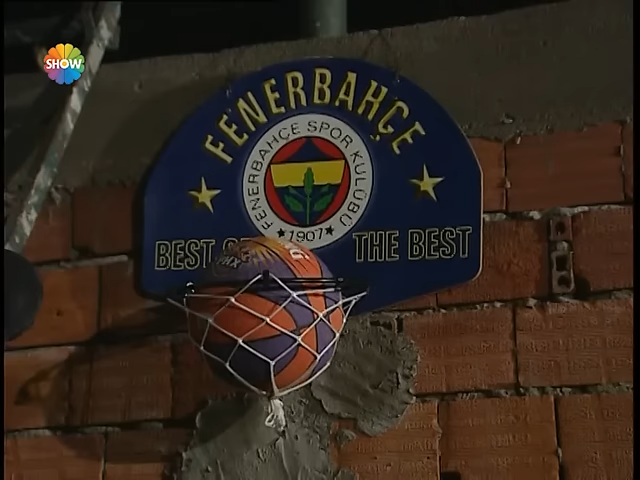 SHOW
FENERBAHÇE
FENERBAHÇE SPOR KULÜBÜ
★1907★
BEST
THE BEST